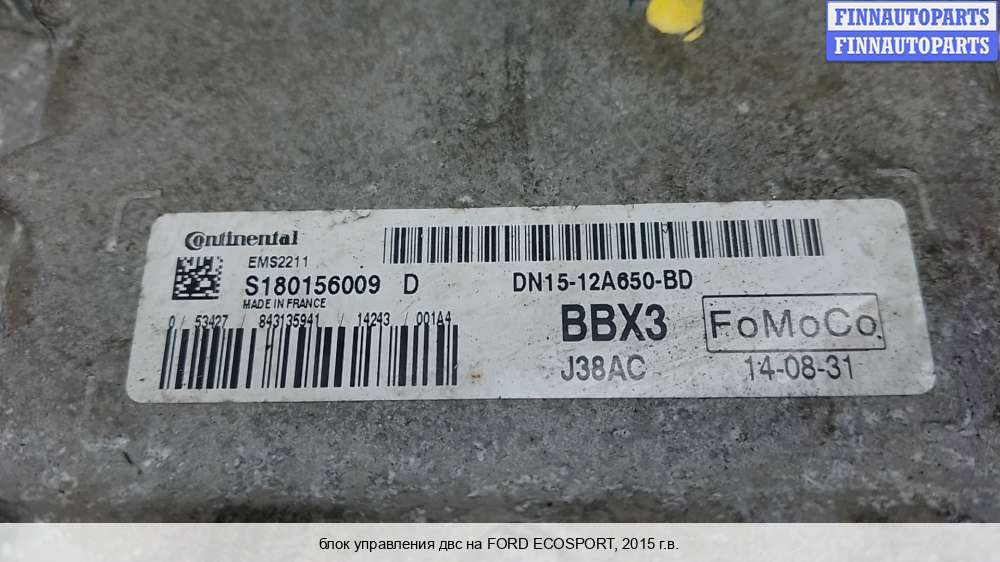 FINNAUTOPARTS
FINNAUTOPARTS
Continental
EMS2211
S180156009 D
DN15-12A650-BD
MADE IN FRANCE
0 / 53427 / 843135941 / 14243 / 001A4
BBX3
FoMoCo
J38AC
14-08-31
блок управления двс на FORD ECOSPORT, 2015 г.в.